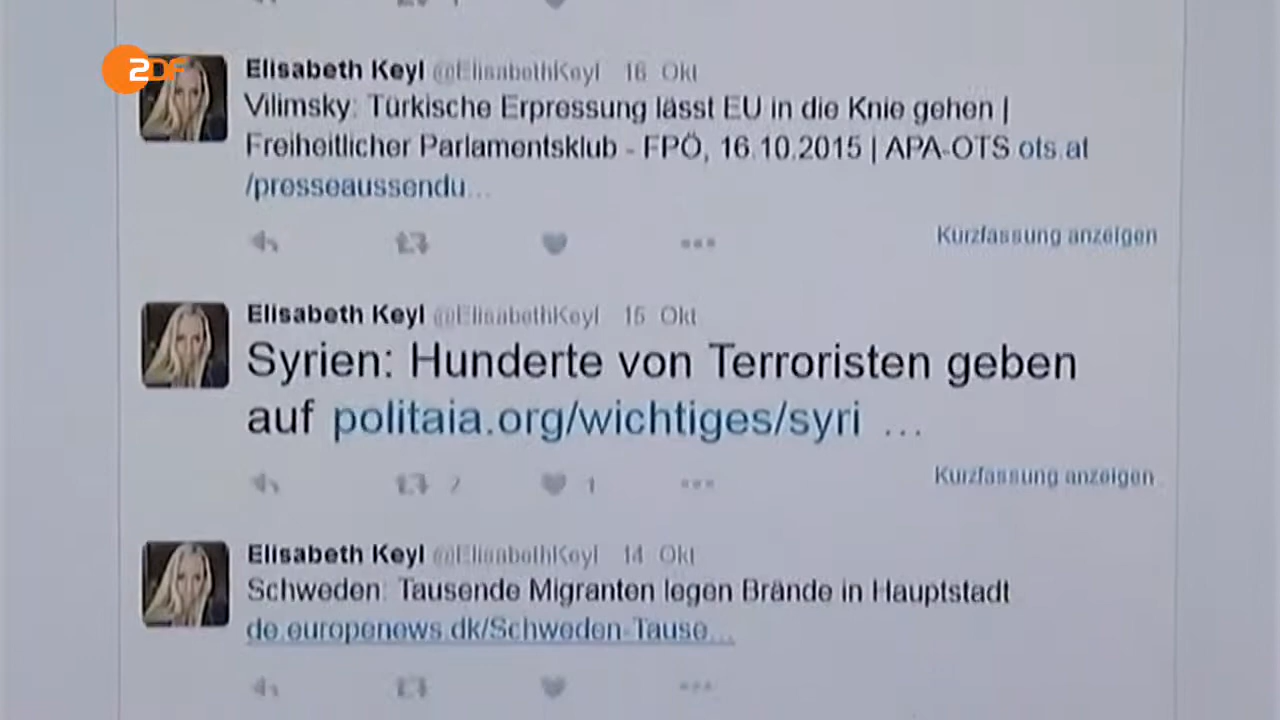 ZDF
Elisabeth Keyl @ElisabethKeyl 16 Okt
Vilimsky: Türkische Erpressung lässt EU in die Knie gehen |
Freiheitlicher Parlamentsklub - FPÖ, 16.10.2015 | APA-OTS ots.at
/presseaussendu...
Kurzfassung anzeigen
Elisabeth Keyl @ElisabethKeyl 15 Okt
Syrien: Hunderte von Terroristen geben
auf politaia.org/wichtiges/syri ...
2 1
Kurzfassung anzeigen
Elisabeth Keyl @ElisabethKeyl 14 Okt
Schweden: Tausende Migranten legen Brände in Hauptstadt
de.europenews.dk/Schweden-Tause...